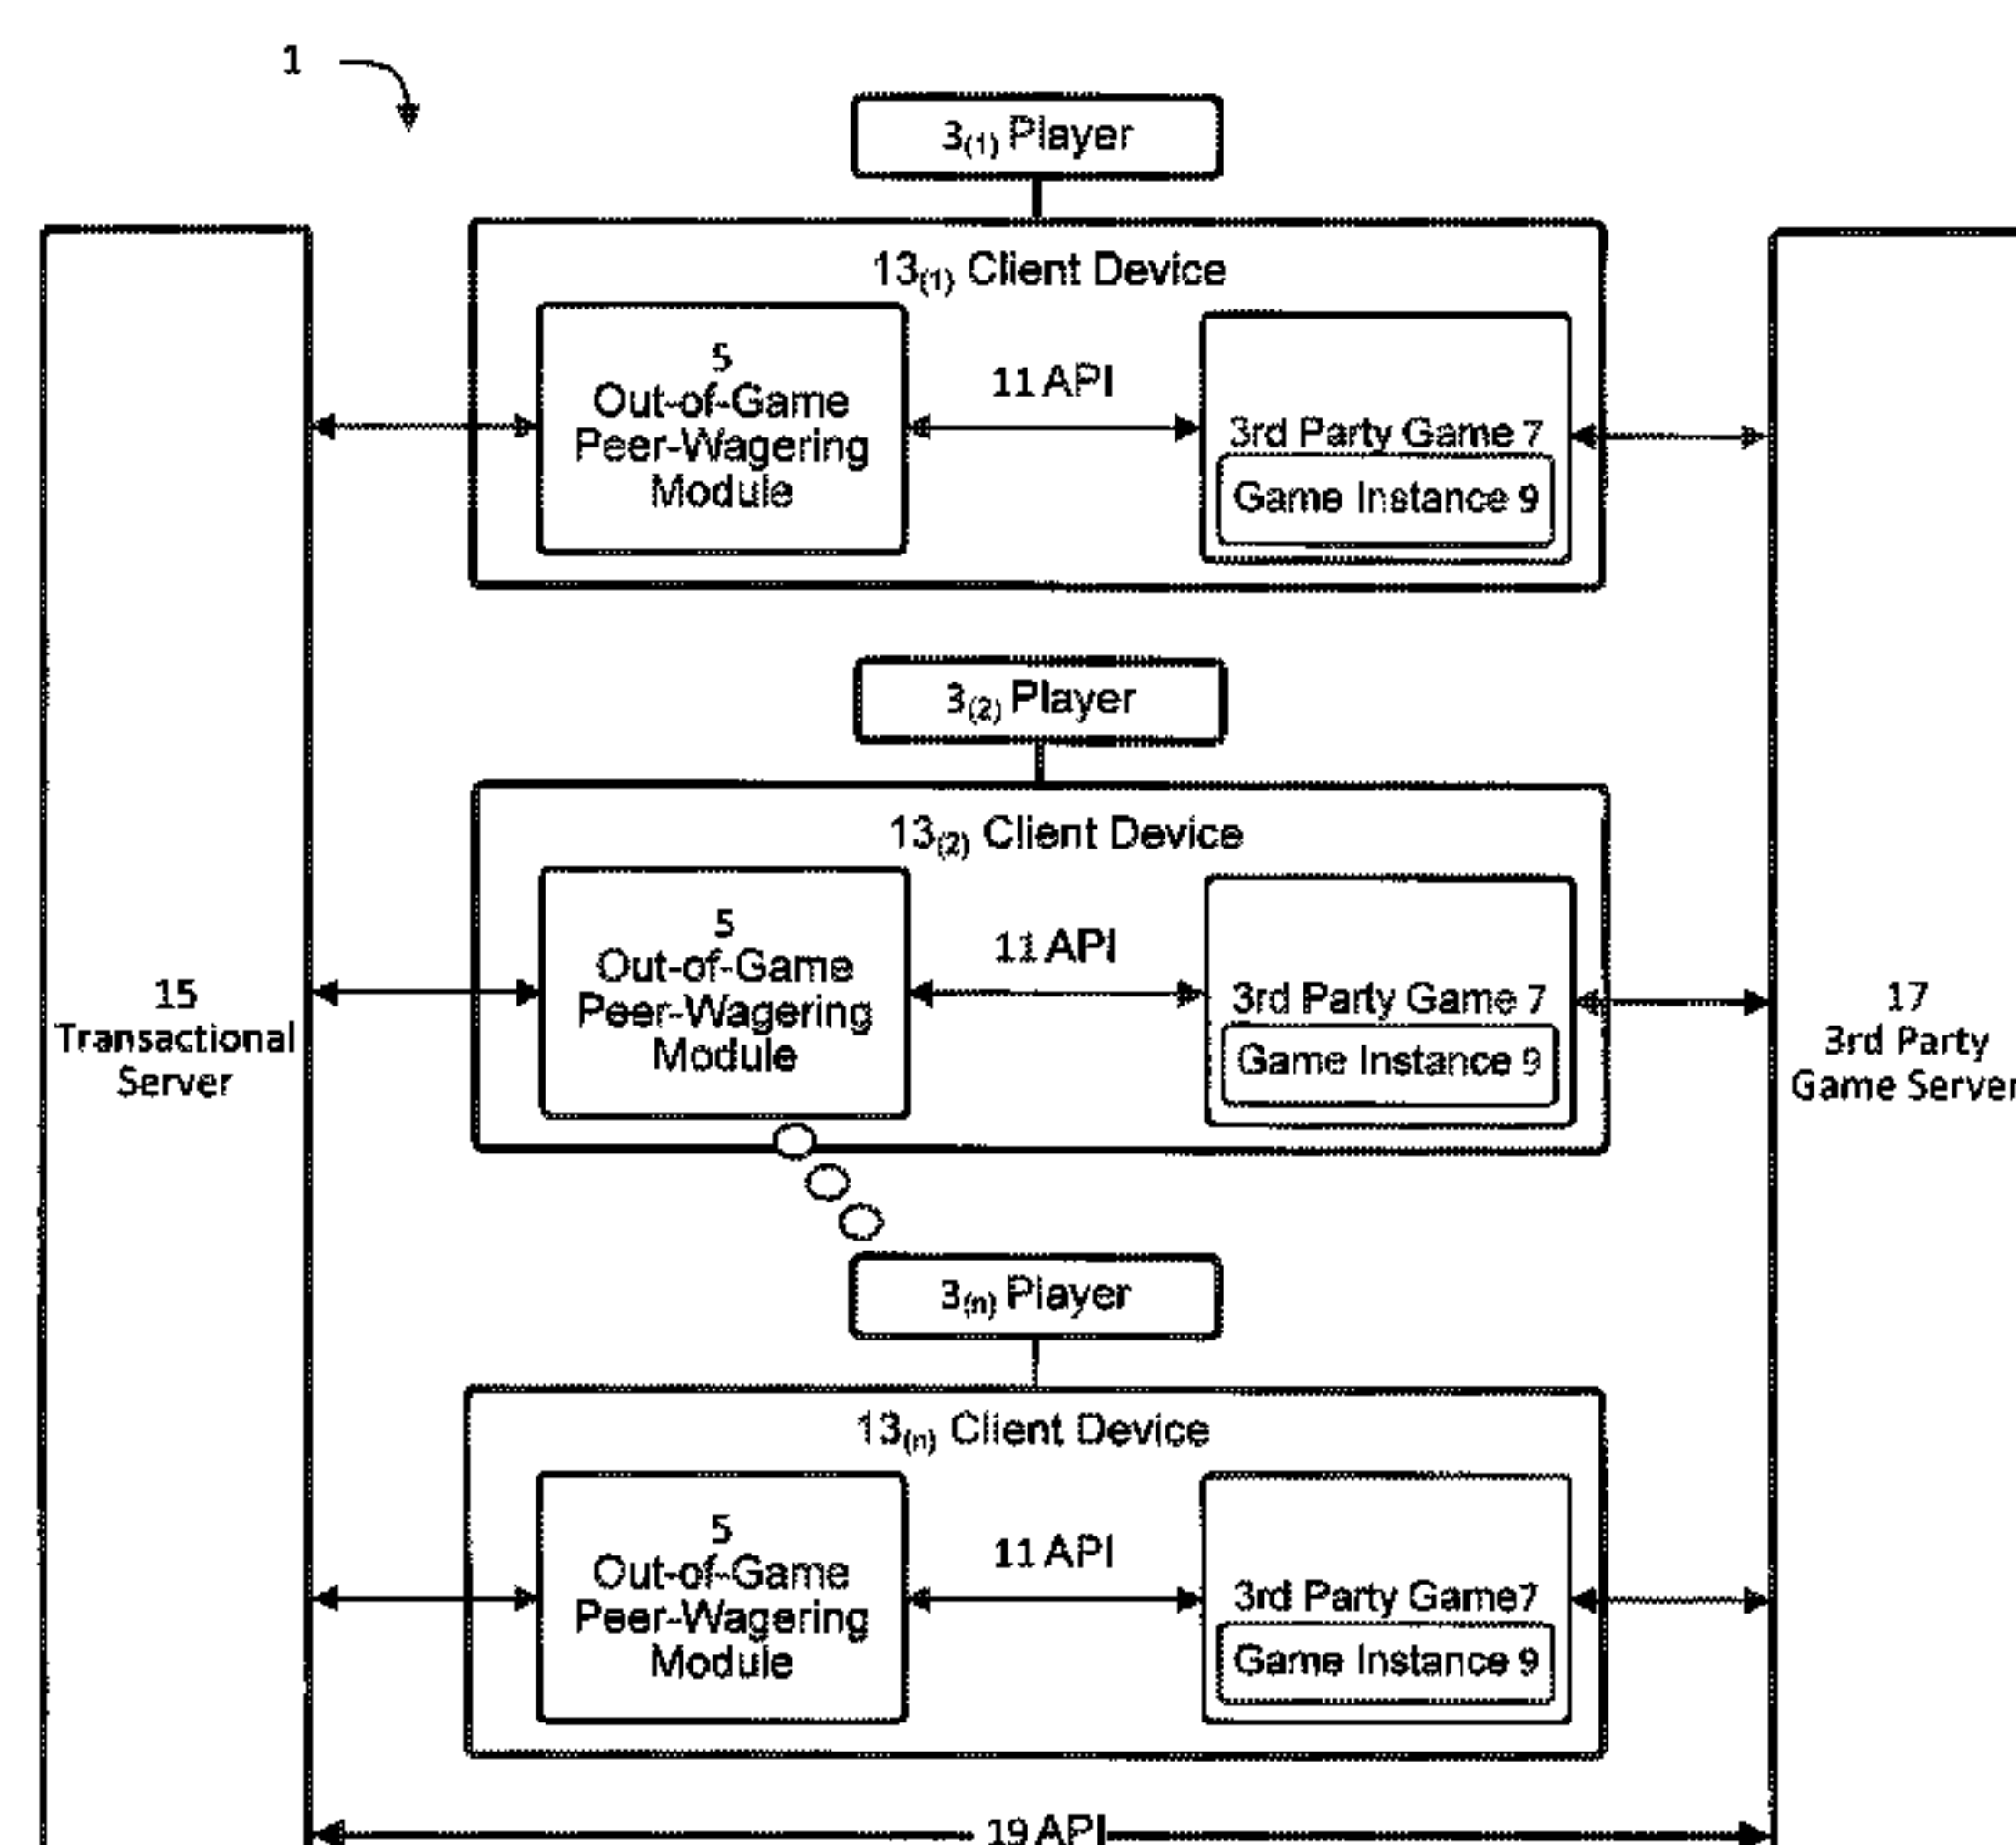 1
3(1) Player
13(1) Client Device
5
Out-of-Game
Peer-Wagering
Module
11 API
3rd Party Game 7
Game Instance 9
3(2) Player
13(2) Client Device
5
Out-of-Game
Peer-Wagering
Module
11 API
3rd Party Game 7
Game Instance 9
15
Transactional
Server
17
3rd Party
Game Server
3(n) Player
13(n) Client Device
5
Out-of-Game
Peer-Wagering
Module
11 API
3rd Party Game7
Game Instance 9
19 API